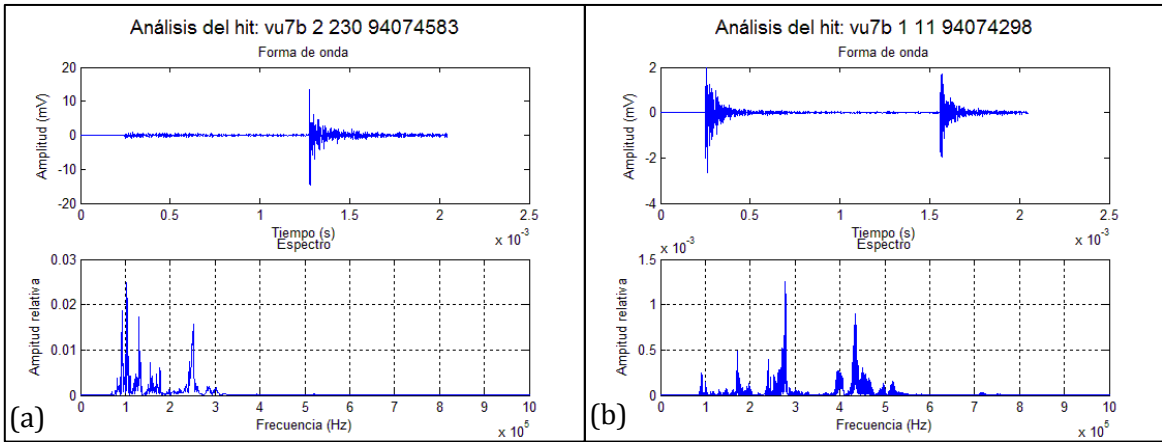 Análisis del hit: vu7b 2 230 94074583
Forma de onda
Amplitud (mV)
20
10
0
-10
-20
0 0.5 1 1.5 2 2.5
Tiempo (s)
x 10⁻³
Espectro
Ampitud relativa
0.03
0.02
0.01
0
0 1 2 3 4 5 6 7 8 9 10
Frecuencia (Hz)
x 10⁵
(a)
Análisis del hit: vu7b 1 11 94074298
Forma de onda
Amplitud (mV)
2
0
-2
-4
0 0.5 1 1.5 2 2.5
Tiempo (s)
x 10⁻³
Espectro
x 10⁻³
Ampitud relativa
1.5
1
0.5
0
0 1 2 3 4 5 6 7 8 9 10
Frecuencia (Hz)
x 10⁵
(b)